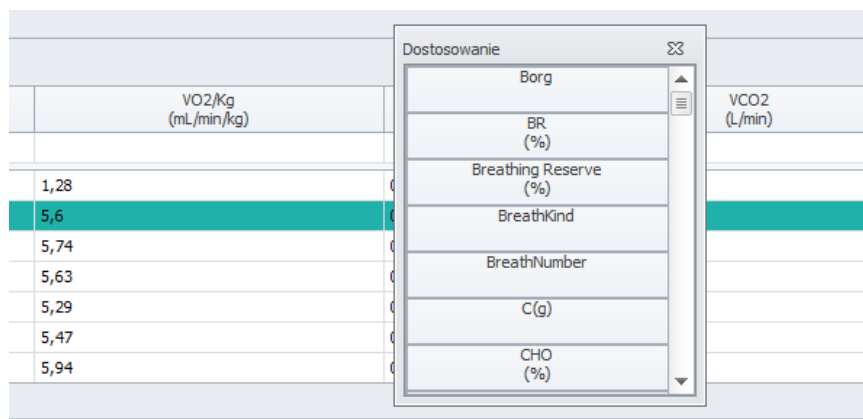 Dostosowanie
Borg
BR
(%)
Breathing Reserve
(%)
BreathKind
BreathNumber
C(g)
CHO
(%)
VO2/Kg
(mL/min/kg)
VCO2
(L/min)
1,28
5,6
5,74
5,63
5,29
5,47
5,94